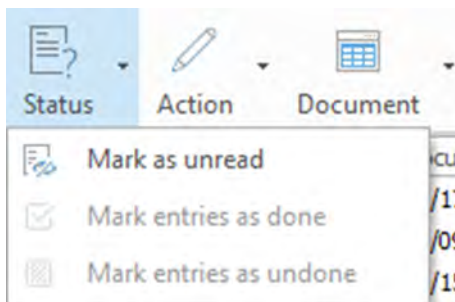 Status Action Document
Mark as unread
Mark entries as done
Mark entries as undone